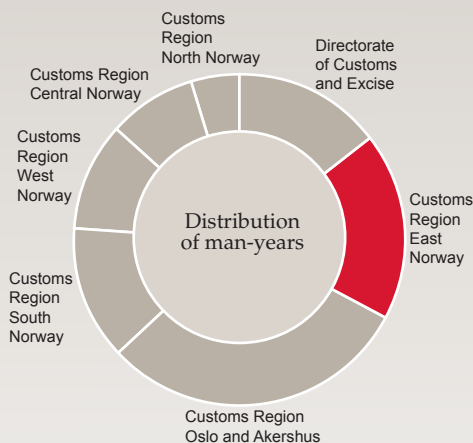 Customs
Region
North Norway
Directorate
of Customs
and Excise
Customs Region
Central Norway
Customs
Region
West
Norway
Customs
Region
East
Norway
Distribution
of man-years
Customs
Region
South
Norway
Customs Region
Oslo and Akershus